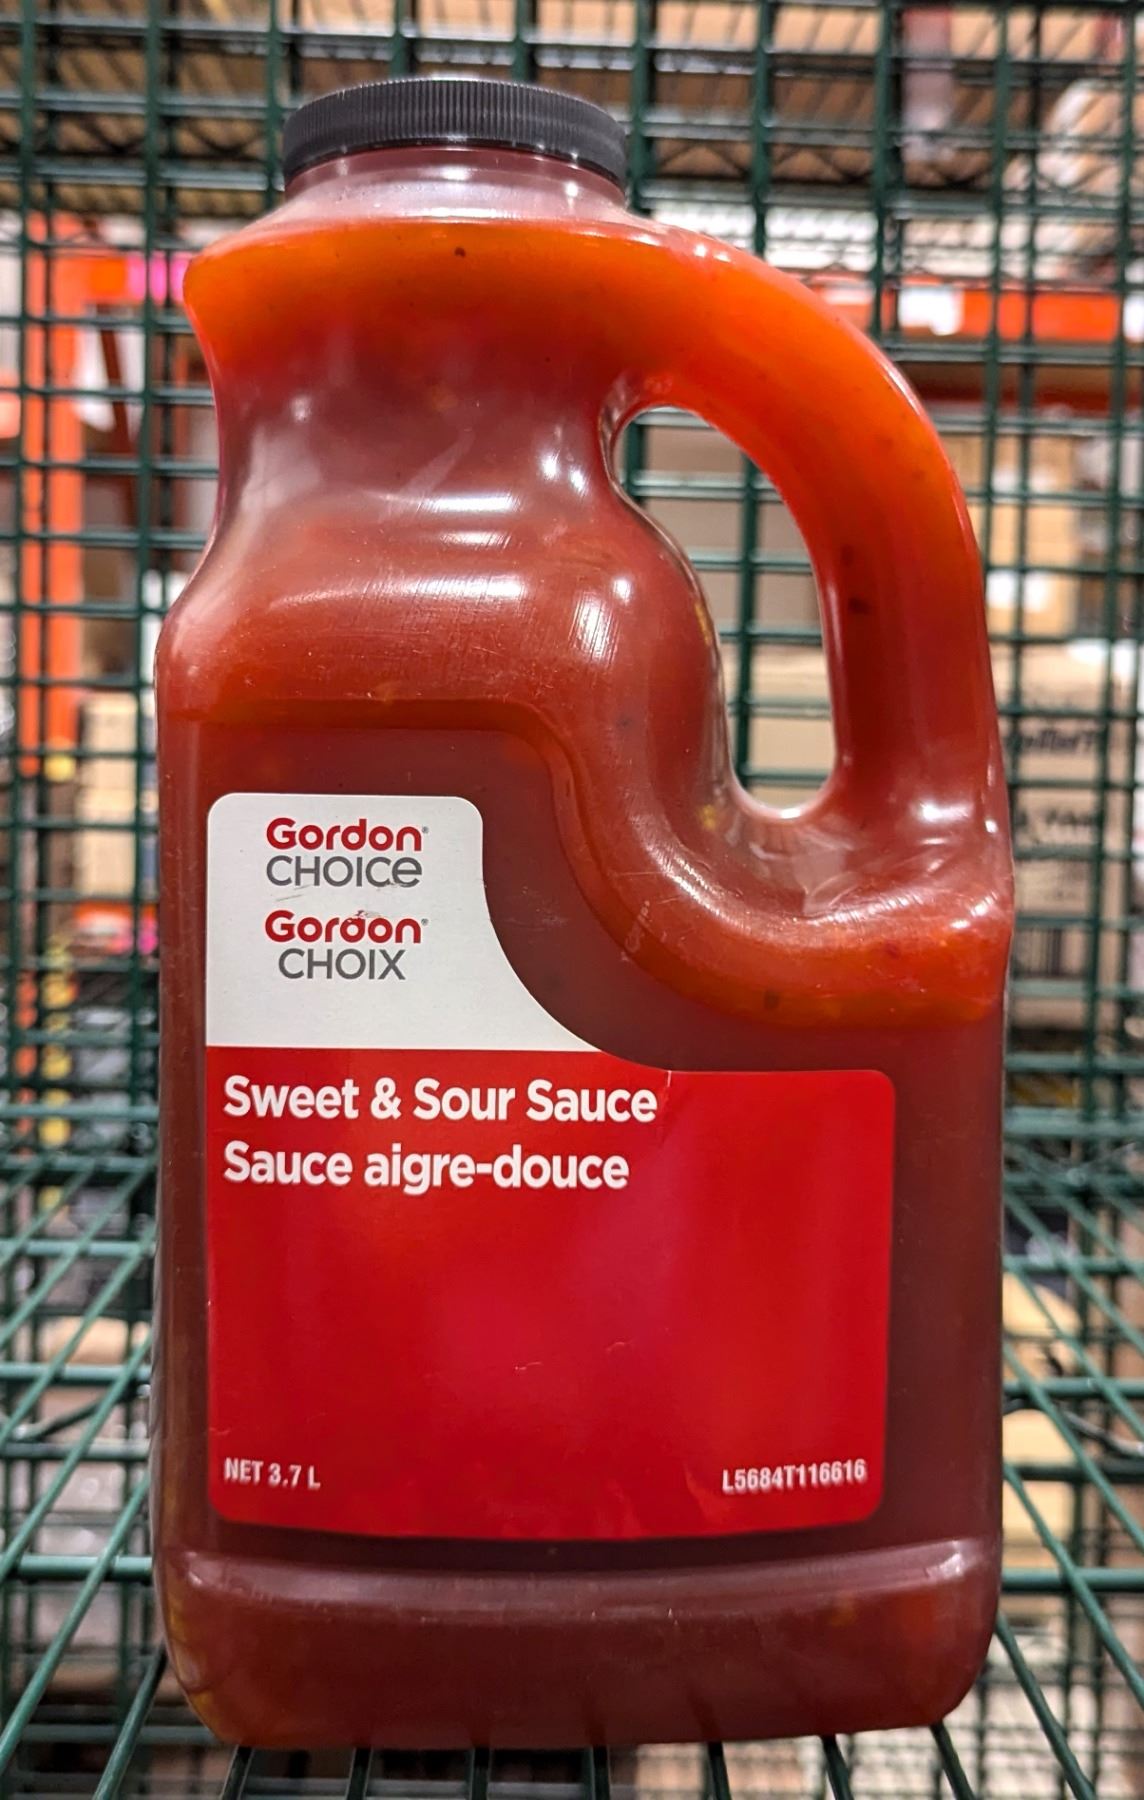 Gordon®
CHOICe
Gordon®
CHOIX
Sweet & Sour Sauce
Sauce aigre-douce
NET 3.7 L
L5684T116616